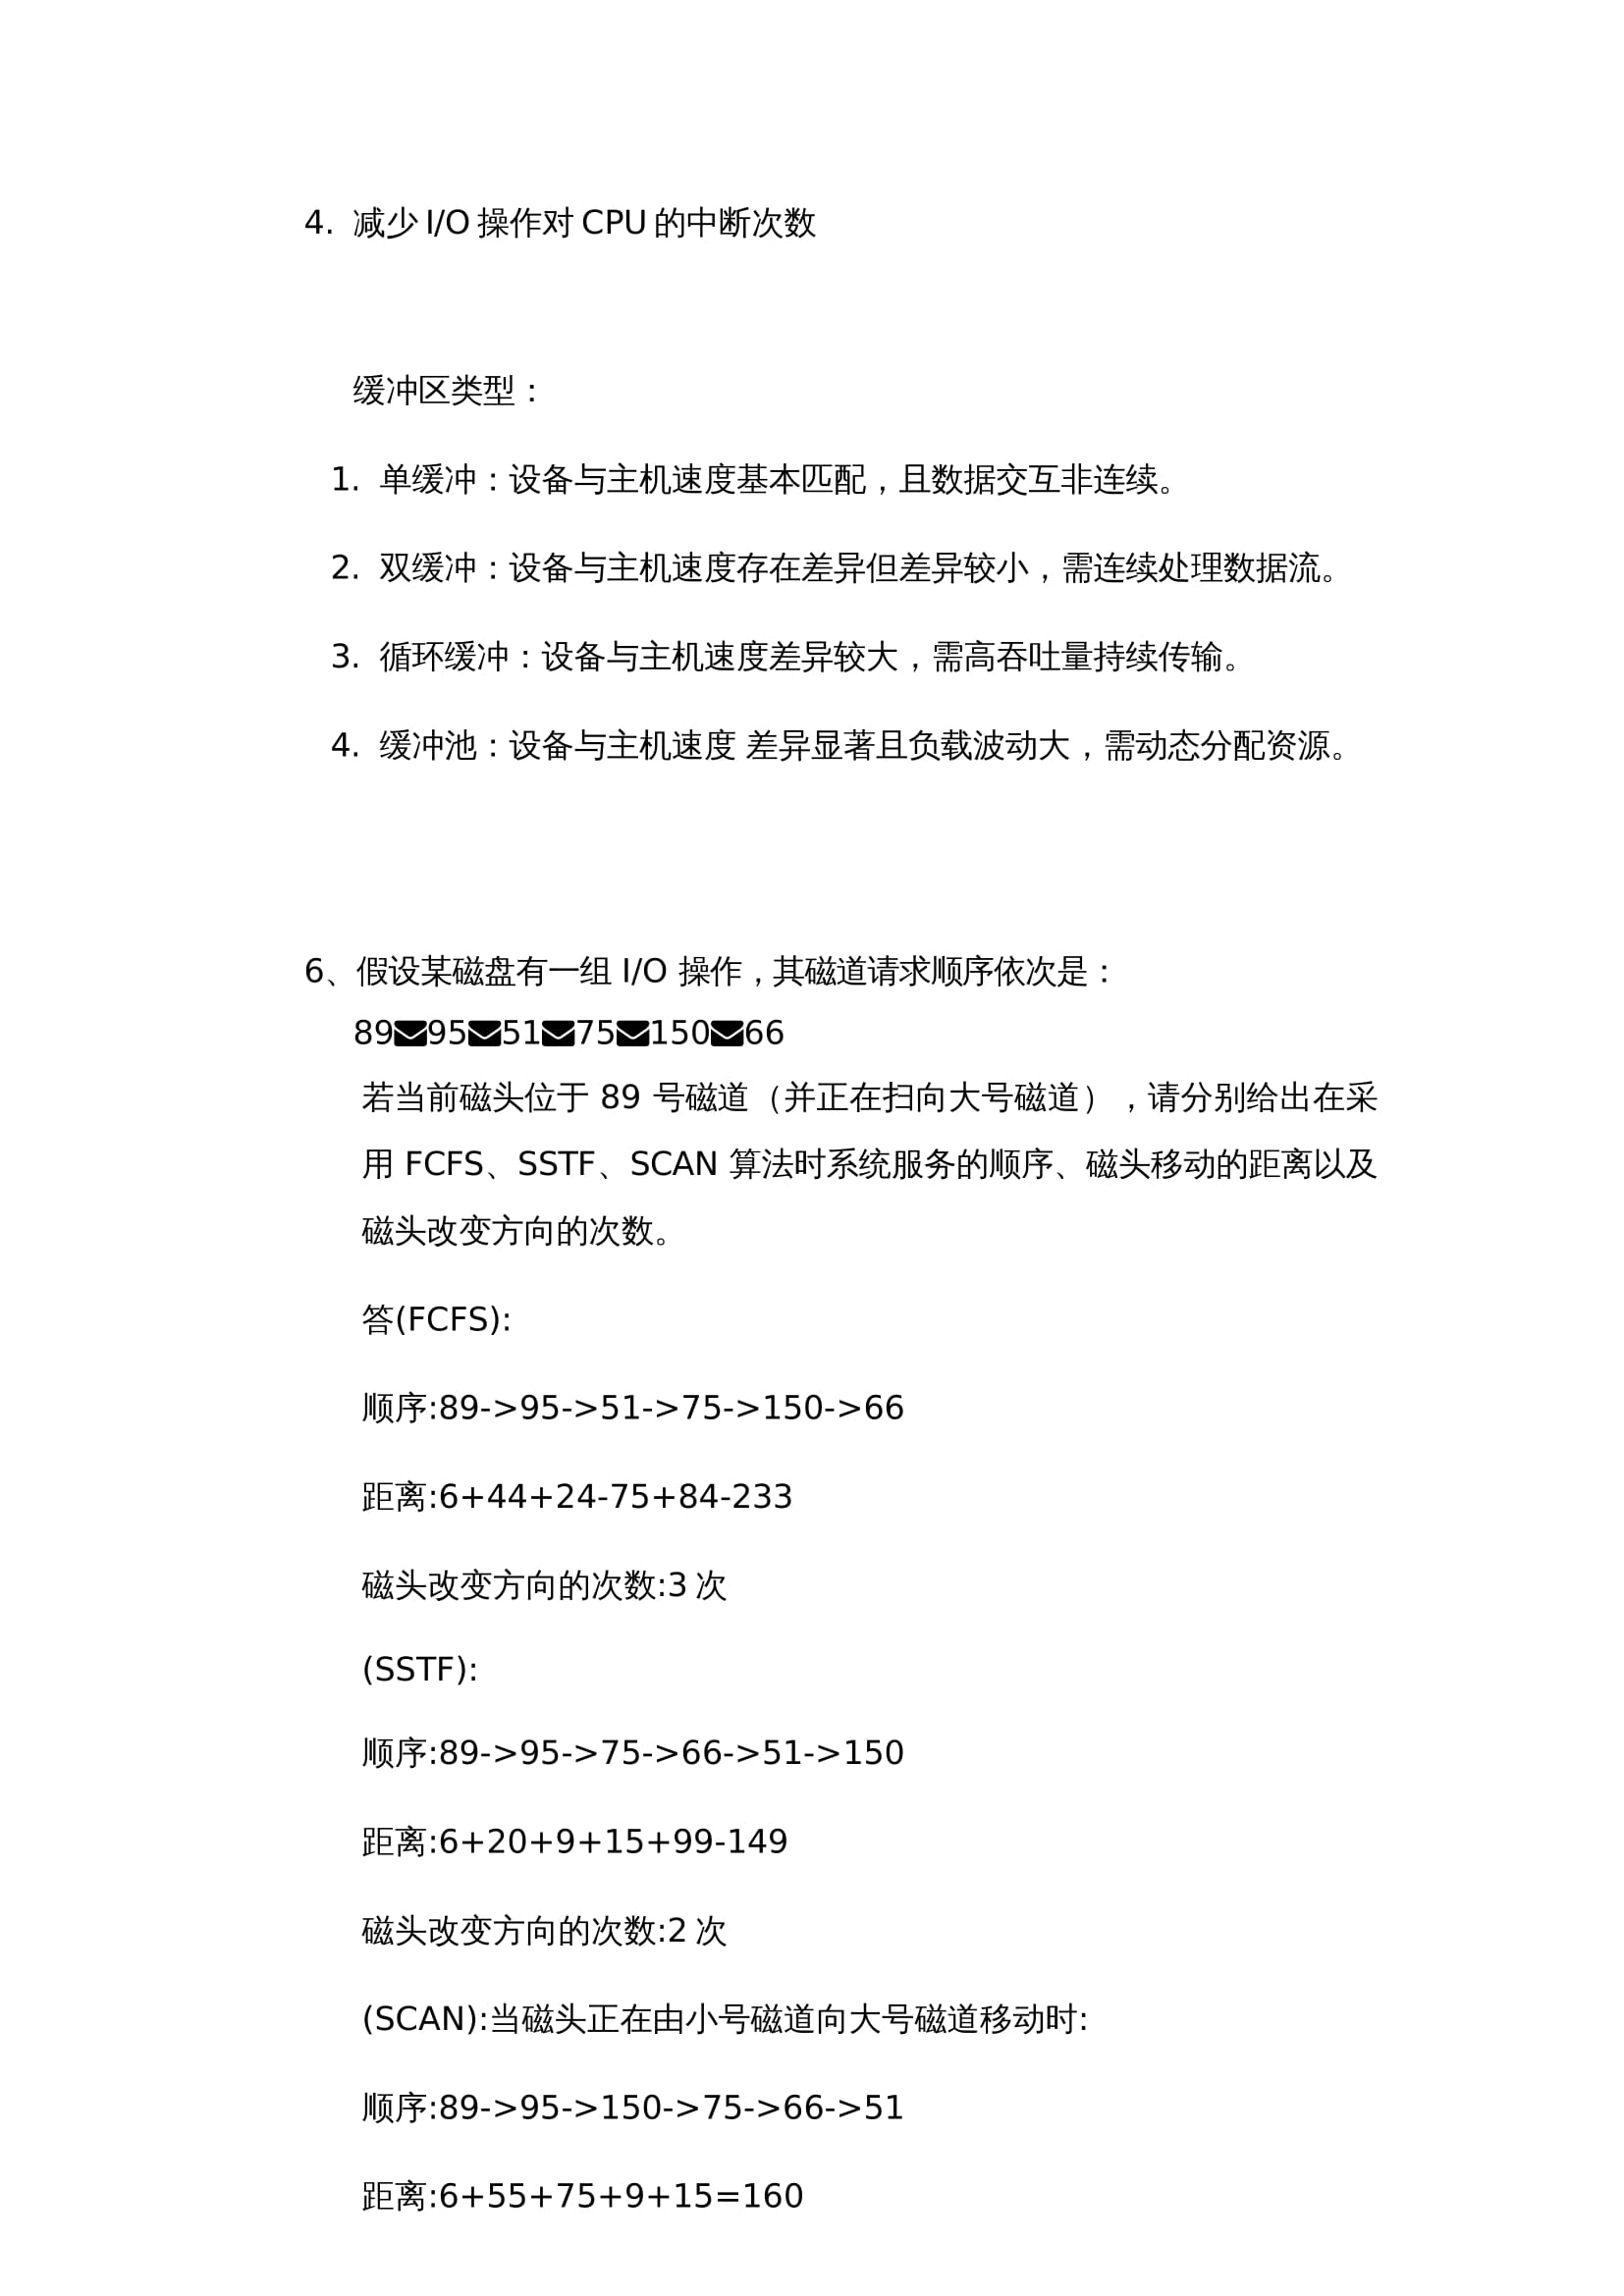 4. 减少 I/O 操作对 CPU 的中断次数
缓冲区类型：
1. 单缓冲：设备与主机速度基本匹配，且数据交互非连续。
2. 双缓冲：设备与主机速度存在差异但差异较小，需连续处理数据流。
3. 循环缓冲：设备与主机速度差异较大，需高吞吐量持续传输。
4. 缓冲池：设备与主机速度 差异显著且负载波动大，需动态分配资源。
6、假设某磁盘有一组 I/O 操作，其磁道请求顺序依次是：
89✉95✉51✉75✉150✉66
若当前磁头位于 89 号磁道（并正在扫向大号磁道），请分别给出在采
用 FCFS、SSTF、SCAN 算法时系统服务的顺序、磁头移动的距离以及
磁头改变方向的次数。
答(FCFS):
顺序:89->95->51->75->150->66
距离:6+44+24-75+84-233
磁头改变方向的次数:3 次
(SSTF):
顺序:89->95->75->66->51->150
距离:6+20+9+15+99-149
磁头改变方向的次数:2 次
(SCAN):当磁头正在由小号磁道向大号磁道移动时:
顺序:89->95->150->75->66->51
距离:6+55+75+9+15=160